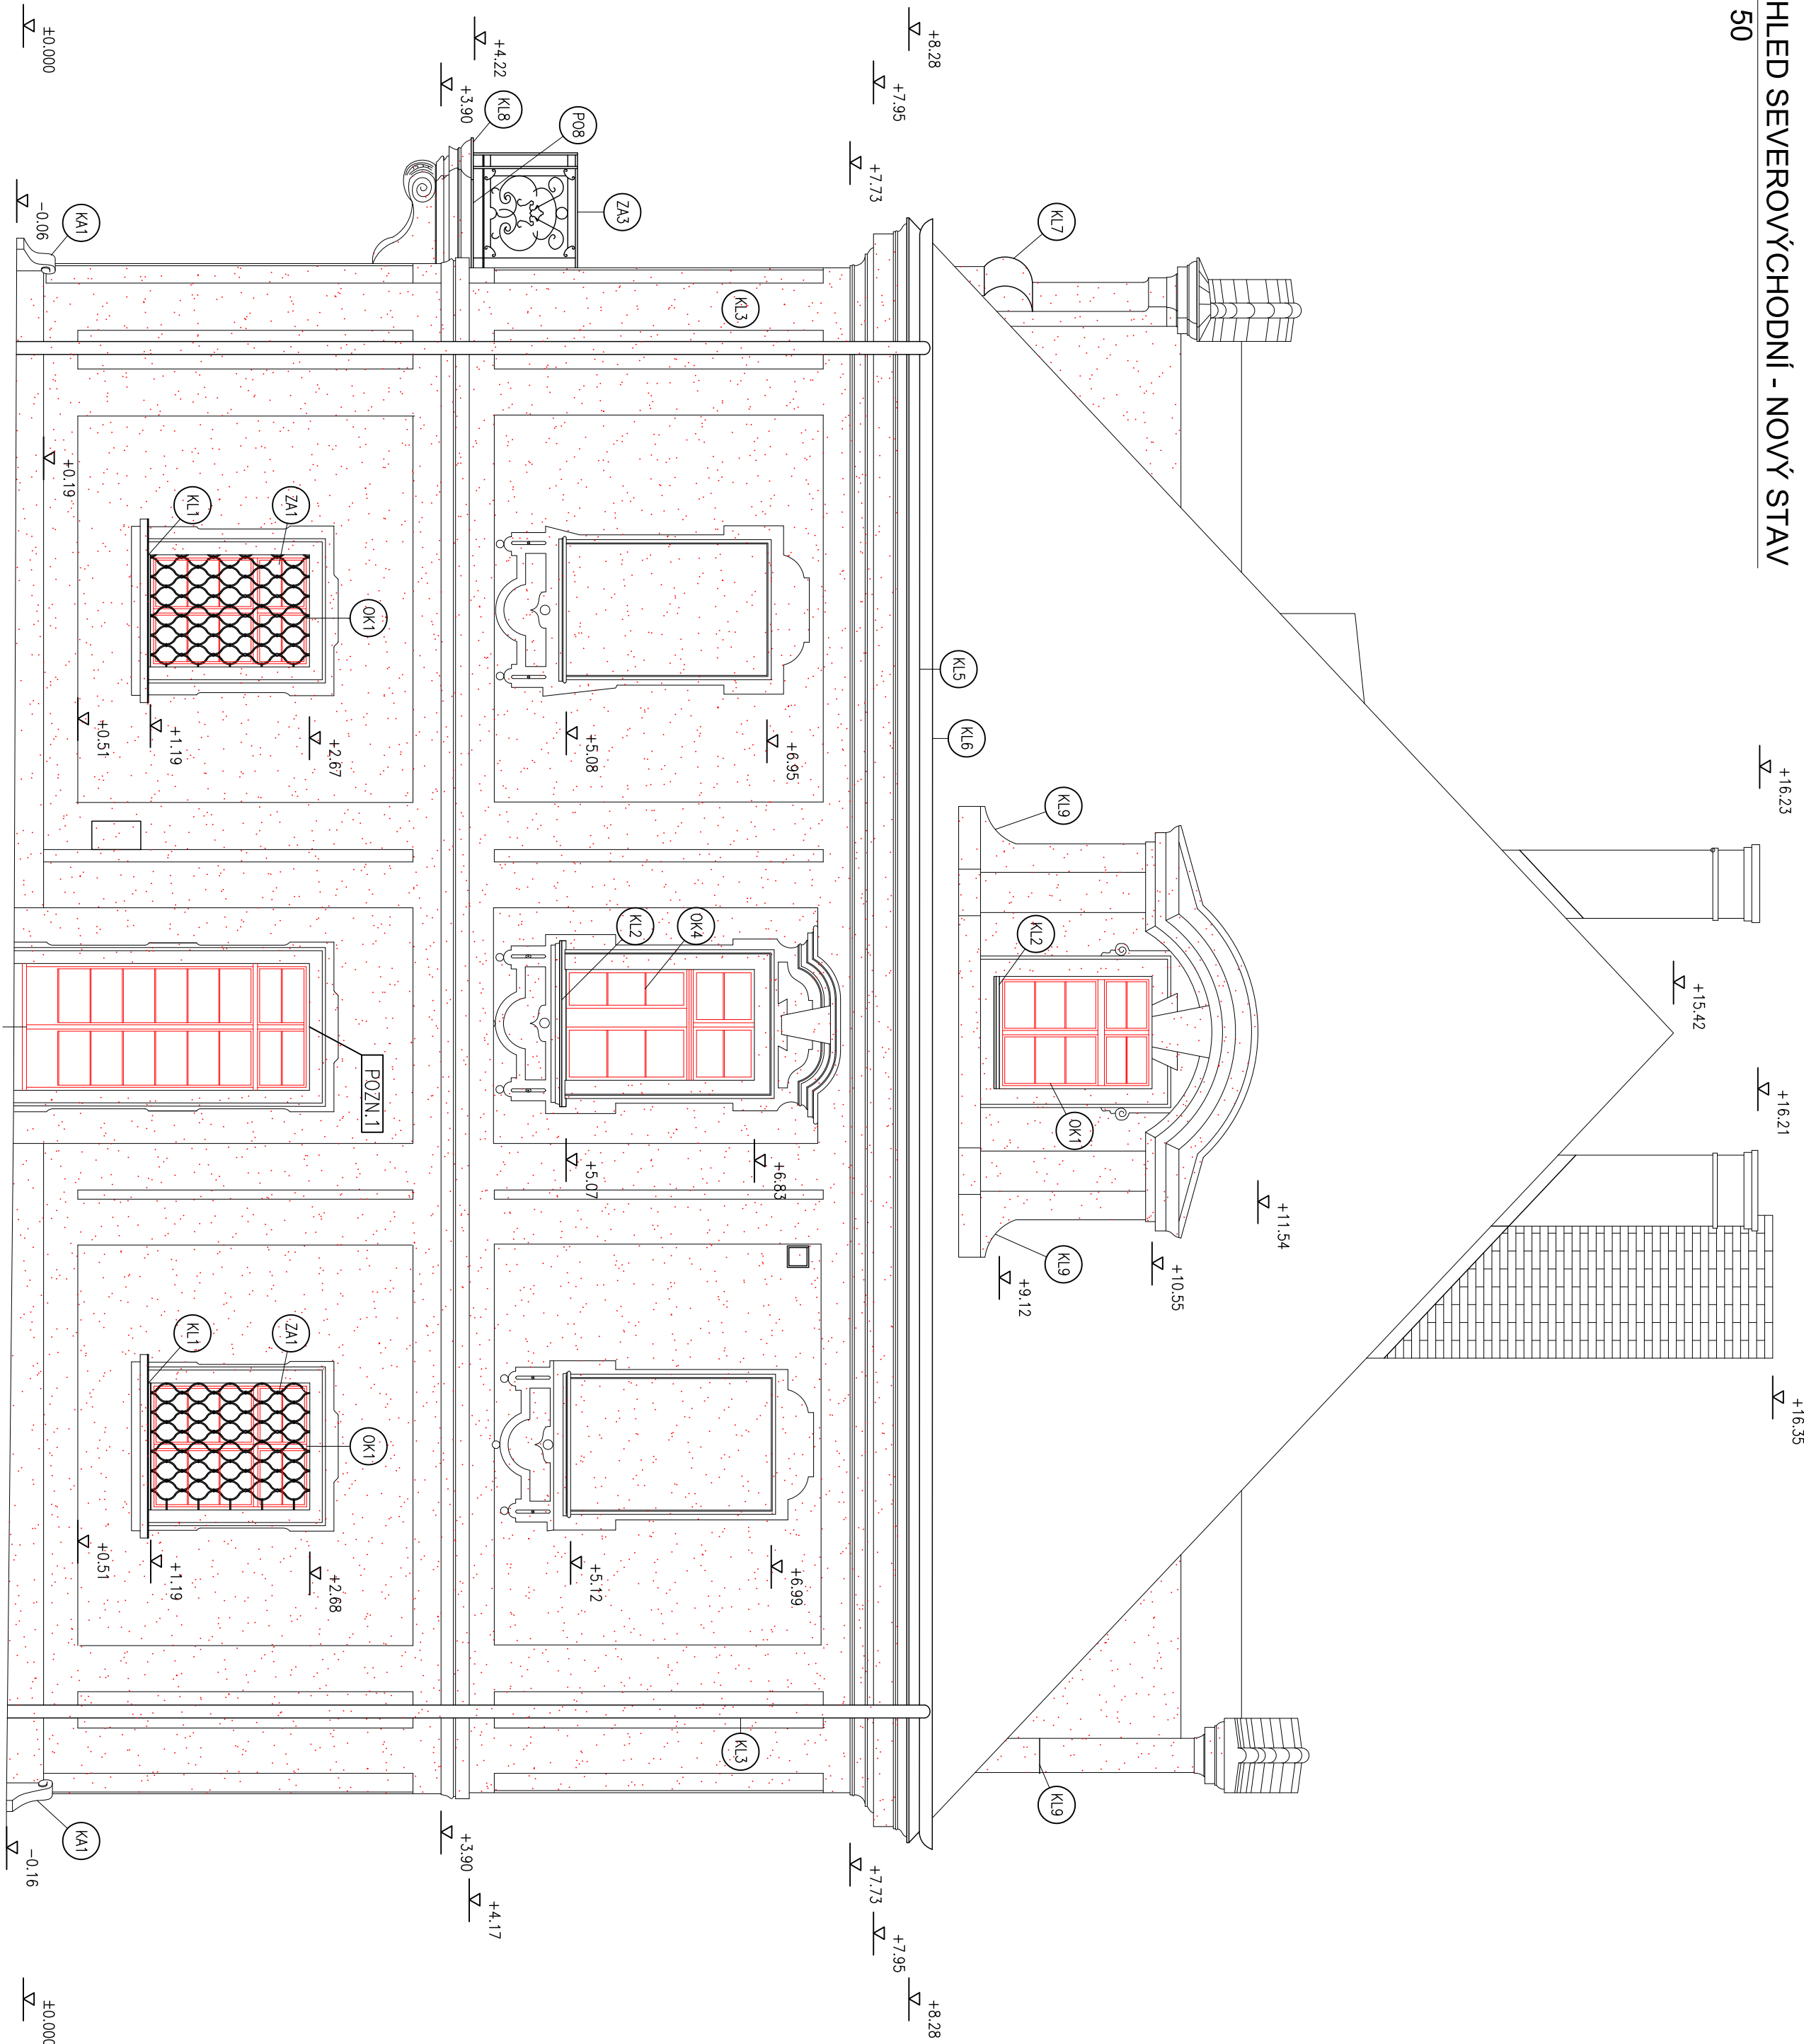 HLED SEVEROVÝCHODNÍ - NOVÝ STAV
50
+16.23
+15.42
+16.21
+16.35
+11.54
+10.55
+9.12
KL7
KL9
KL2
OK1
KL9
KL9
KL5
KL6
+8.28
+7.95
+7.73
+7.73
+7.95
+8.28
KL3
KL3
+6.95
+5.08
OK4
KL2
+6.83
+5.07
+6.99
+5.12
ZA3
P08
KL8
+4.22
+3.90
+3.90
+4.17
OK1
ZA1
KL1
+2.67
+1.19
+0.51
POZN.1
OK1
ZA1
KL1
+2.68
+1.19
+0.51
+0.19
KA1
KA1
-0.06
-0.16
±0.000
±0.000